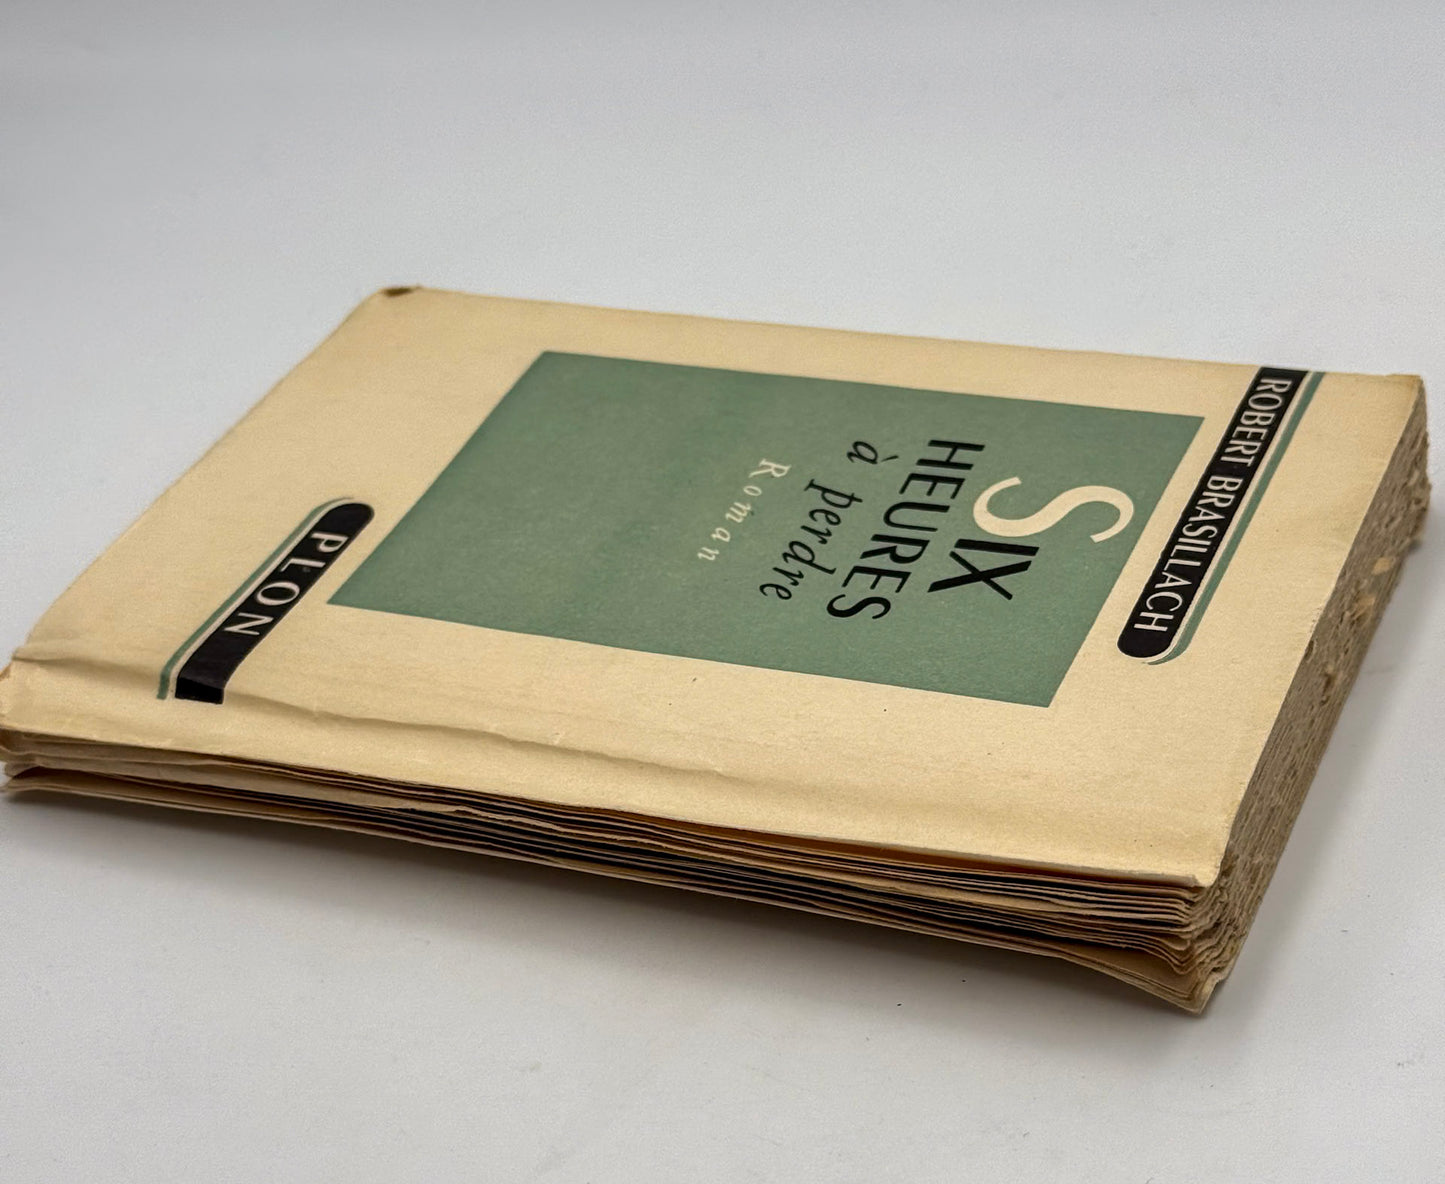 ROBERT BRASILLACH
SIX
HEURES
à perdre
Roman
PLON